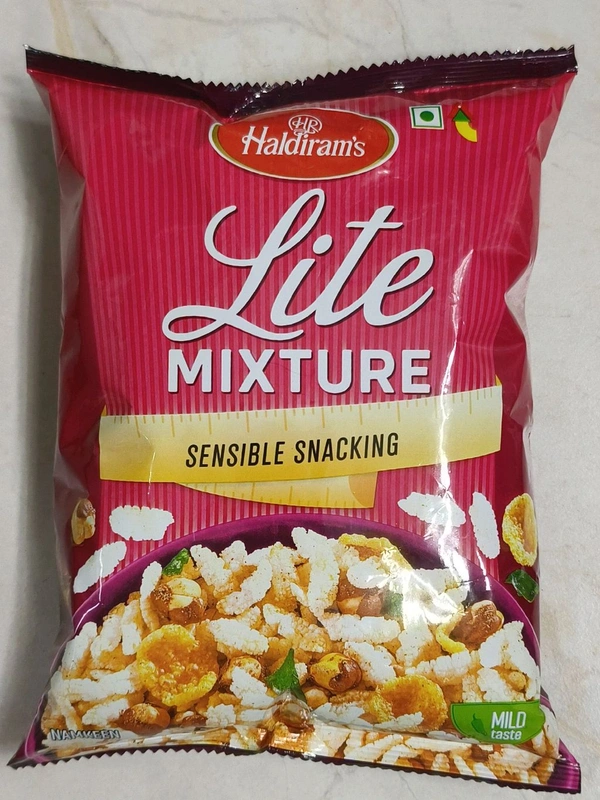 HR
Haldiram's
Lite
MIXTURE
SENSIBLE SNACKING
MILD
taste
NAMKEEN